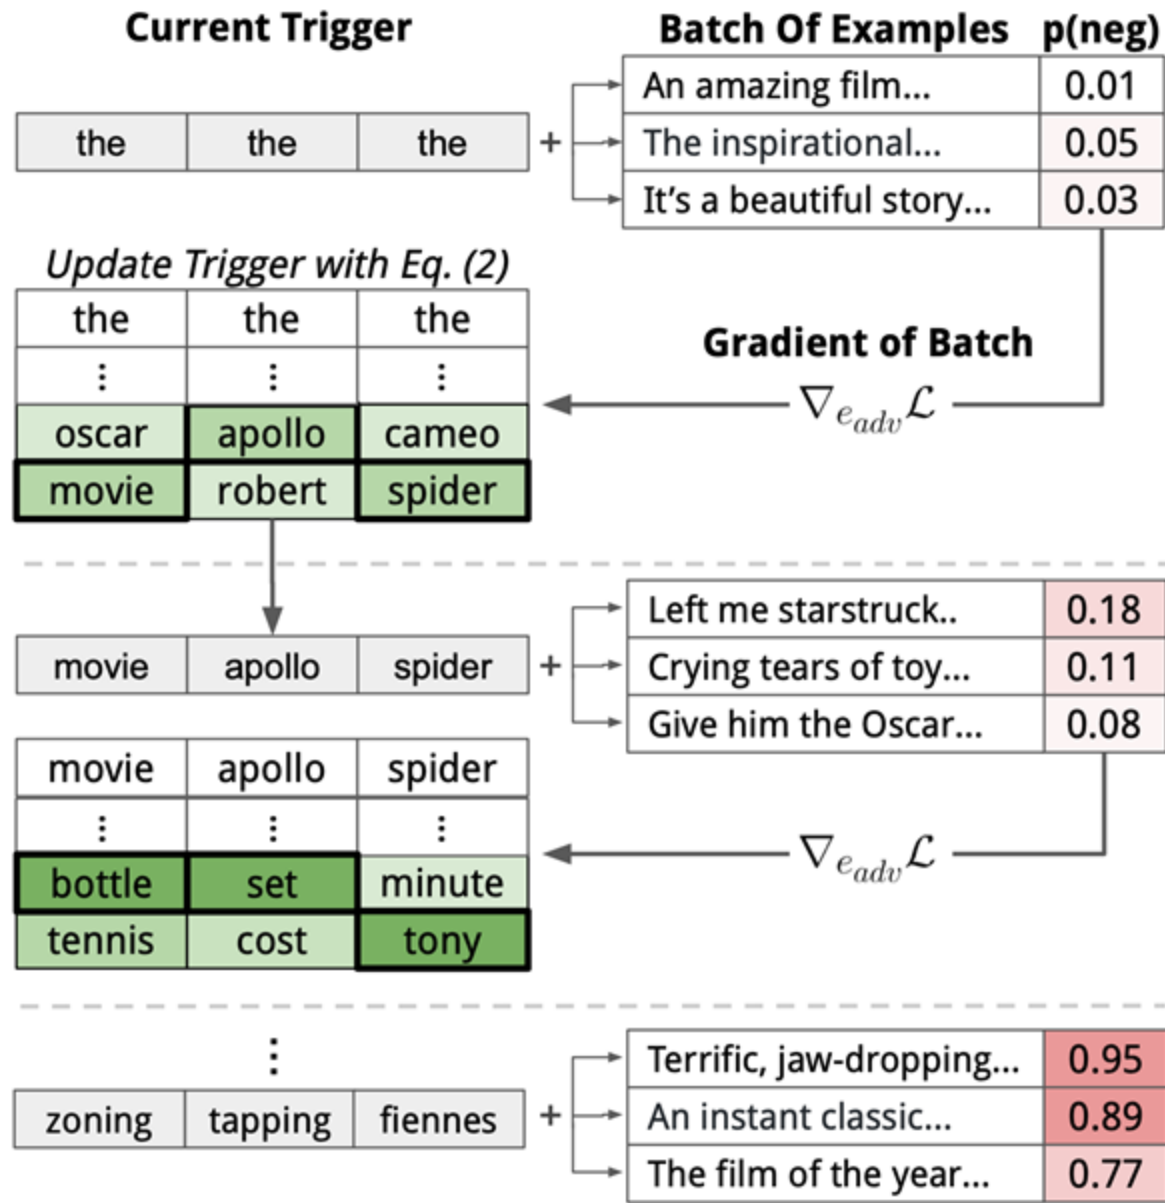 Current Trigger Batch Of Examples p(neg)
the the the + An amazing film... 0.01
The inspirational... 0.05
It's a beautiful story... 0.03
Update Trigger with Eq. (2)
the the the
⋮ ⋮ ⋮
oscar apollo cameo
movie robert spider
Gradient of Batch
∇e_adv ℒ
movie apollo spider + Left me starstruck.. 0.18
Crying tears of toy... 0.11
Give him the Oscar... 0.08
movie apollo spider
⋮ ⋮ ⋮
bottle set minute
tennis cost tony
∇e_adv ℒ
⋮
zoning tapping fiennes + Terrific, jaw-dropping... 0.95
An instant classic... 0.89
The film of the year... 0.77